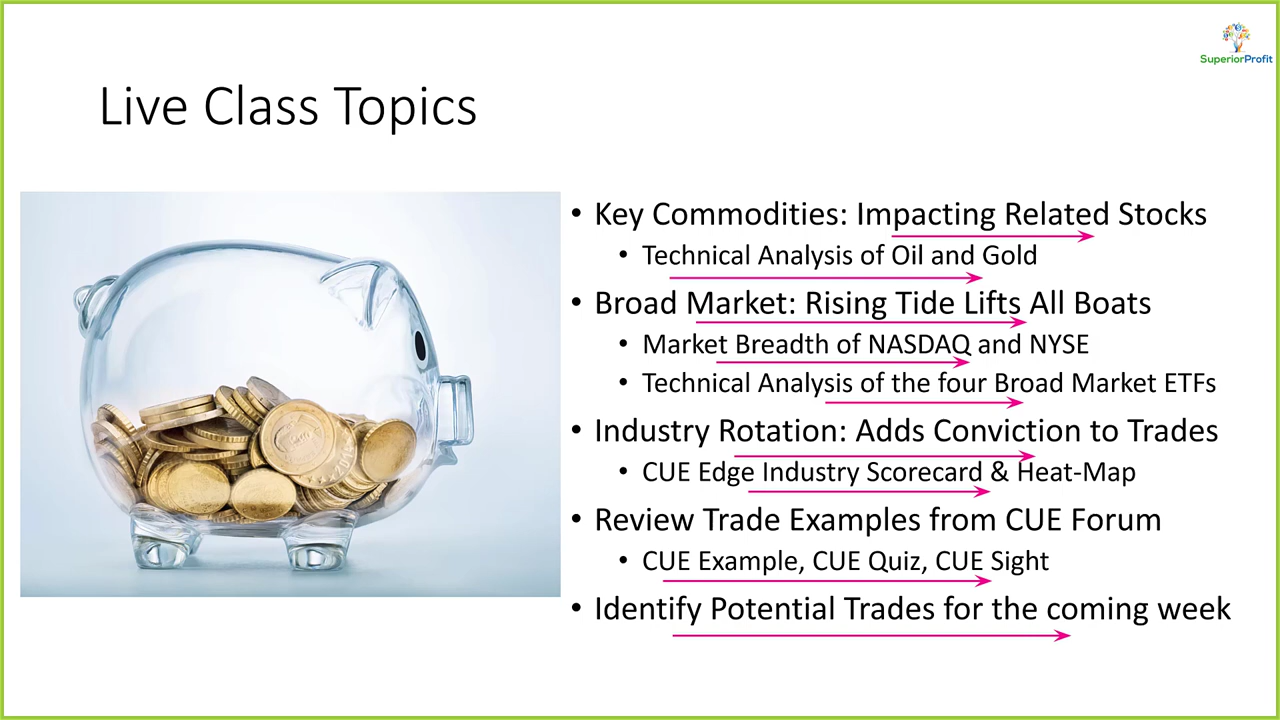 SuperiorProfit
Live Class Topics
• Key Commodities: Impacting Related Stocks
• Technical Analysis of Oil and Gold
• Broad Market: Rising Tide Lifts All Boats
• Market Breadth of NASDAQ and NYSE
• Technical Analysis of the four Broad Market ETFs
• Industry Rotation: Adds Conviction to Trades
• CUE Edge Industry Scorecard & Heat-Map
• Review Trade Examples from CUE Forum
• CUE Example, CUE Quiz, CUE Sight
• Identify Potential Trades for the coming week